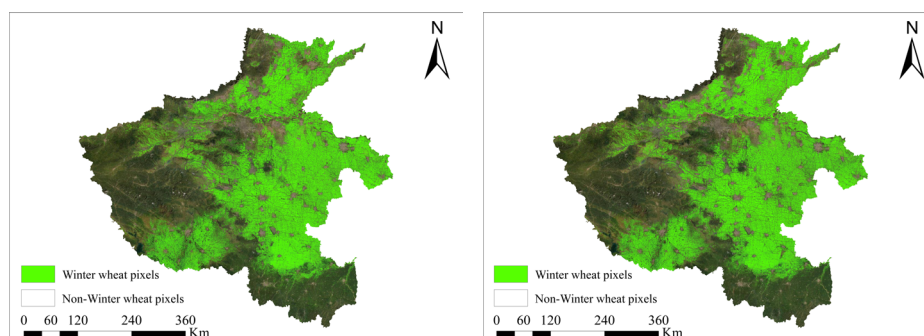 N
Winter wheat pixels
Non-Winter wheat pixels
0 60 120 240 360
Km
N
Winter wheat pixels
Non-Winter wheat pixels
0 60 120 240 360
Km